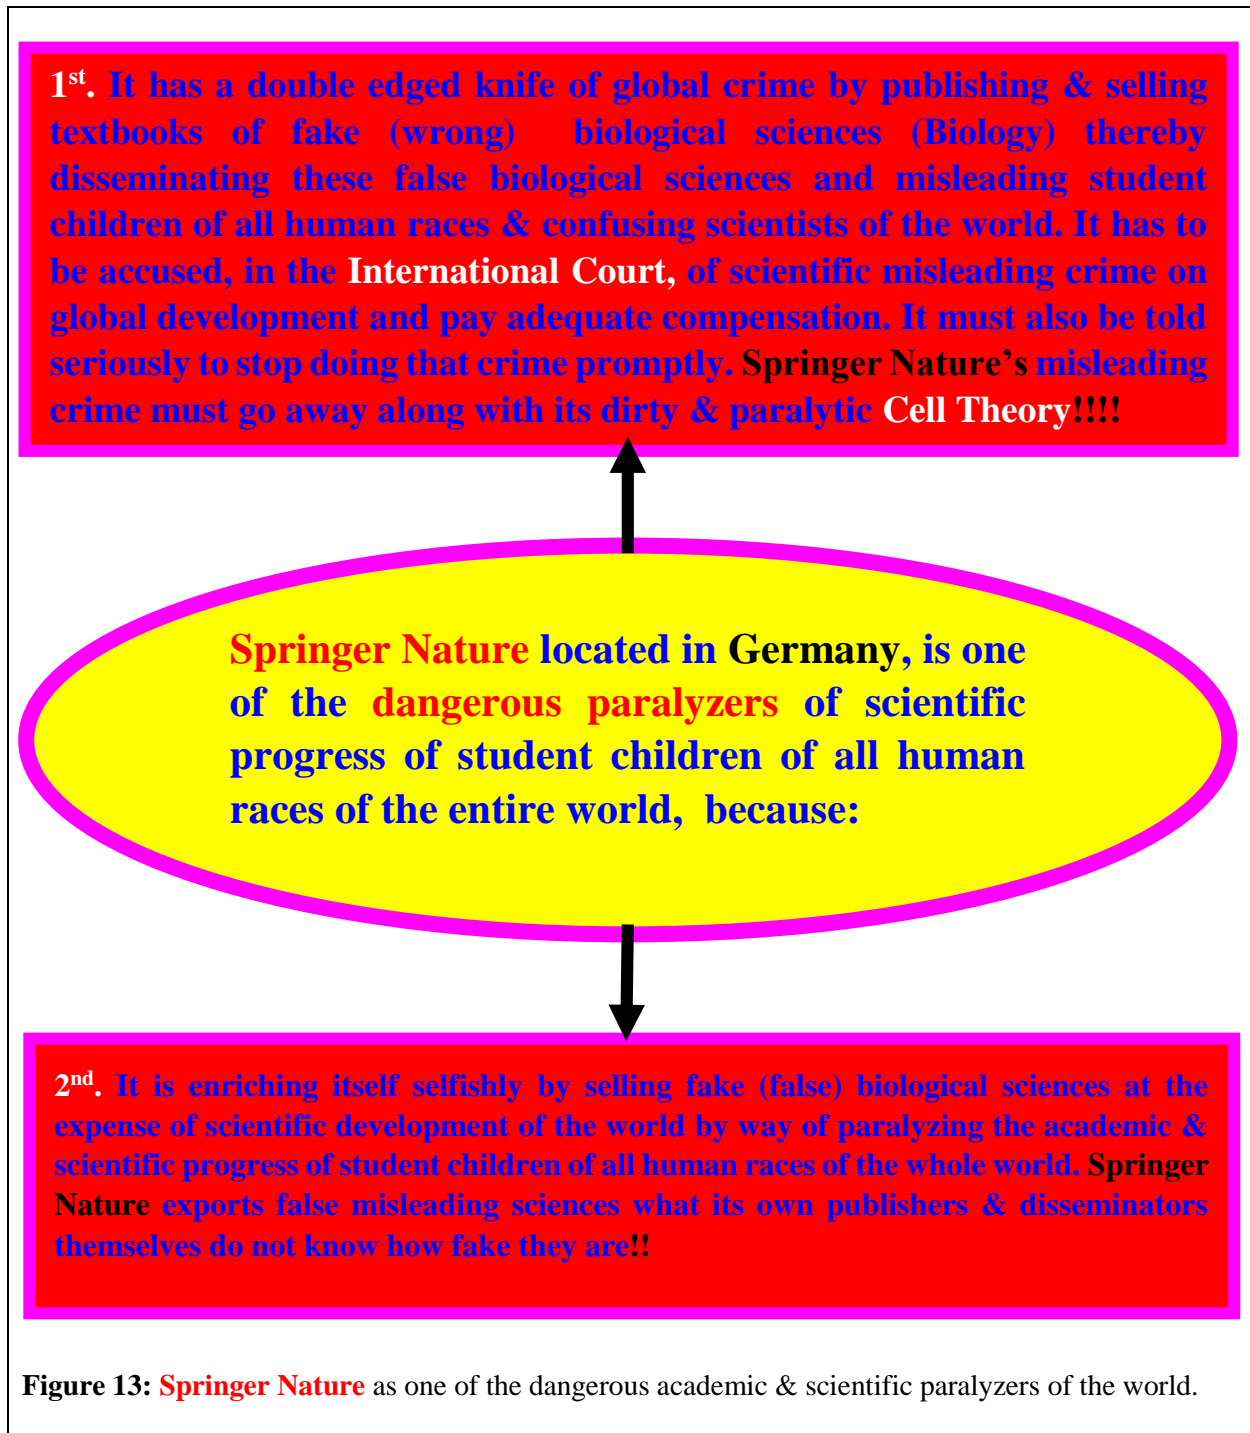 1st. It has a double edged knife of global crime by publishing & selling
textbooks of fake (wrong) biological sciences (Biology) thereby
disseminating these false biological sciences and misleading student
children of all human races & confusing scientists of the world. It has to
be accused, in the International Court, of scientific misleading crime on
global development and pay adequate compensation. It must also be told
seriously to stop doing that crime promptly. Springer Nature’s misleading
crime must go away along with its dirty & paralytic Cell Theory!!!!
Springer Nature located in Germany, is one
of the dangerous paralyzers of scientific
progress of student children of all human
races of the entire world, because:
2nd. It is enriching itself selfishly by selling fake (false) biological sciences at the
expense of scientific development of the world by way of paralyzing the academic &
scientific progress of student children of all human races of the whole world. Springer
Nature exports false misleading sciences what its own publishers & disseminators
themselves do not know how fake they are!!
Figure 13: Springer Nature as one of the dangerous academic & scientific paralyzers of the world.